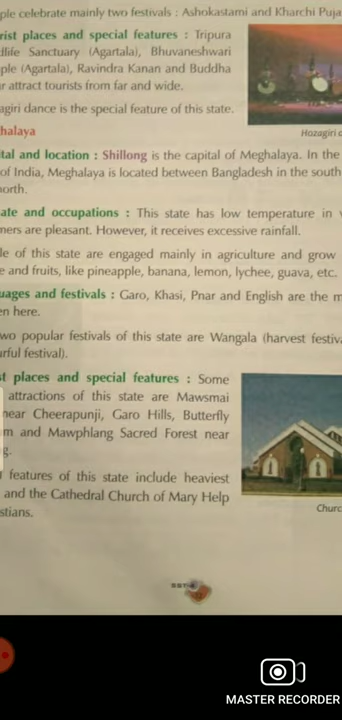 ple celebrate mainly two festivals : Ashokastami and Kharchi Puja
rist places and special features : Tripura
dlife Sanctuary (Agartala), Bhuvaneshwari
ple (Agartala), Ravindra Kanan and Buddha
r attract tourists from far and wide.
agiri dance is the special feature of this state.
Hozagiri d
halaya
ital and location : Shillong is the capital of Meghalaya. In the
of India, Meghalaya is located between Bangladesh in the south
north.
ate and occupations : This state has low temperature in
ners are pleasant. However, it receives excessive rainfall.
le of this state are engaged mainly in agriculture and grow
e and fruits, like pineapple, banana, lemon, lychee, guava, etc.
uages and festivals : Garo, Khasi, Pnar and English are the m
en here.
wo popular festivals of this state are Wangala (harvest festiva
urful festival).
st places and special features : Some
attractions of this state are Mawsmai
near Cheerapunji, Garo Hills, Butterfly
m and Mawphlang Sacred Forest near
g.
l features of this state include heaviest
and the Cathedral Church of Mary Help
stians.
Churc
MASTER RECORDER